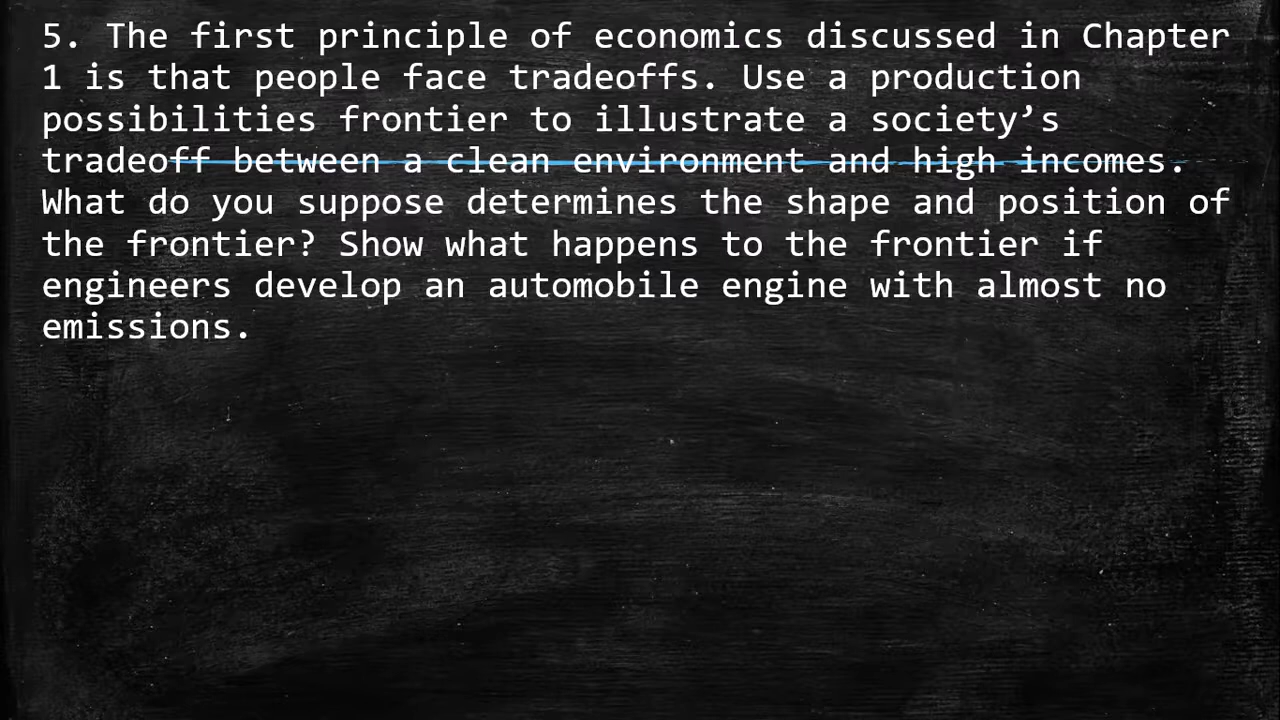 5. The first principle of economics discussed in Chapter
1 is that people face tradeoffs. Use a production
possibilities frontier to illustrate a society’s
tradeoff between a clean environment and high incomes.
What do you suppose determines the shape and position of
the frontier? Show what happens to the frontier if
engineers develop an automobile engine with almost no
emissions.